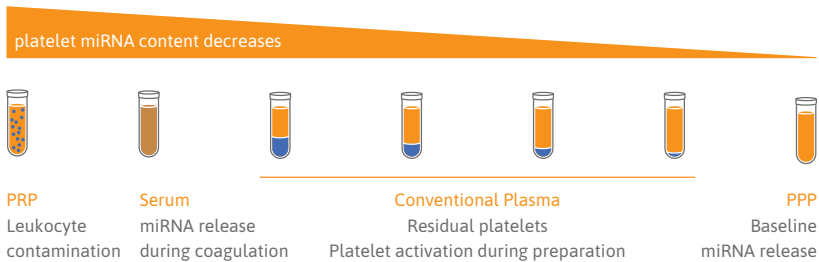 platelet miRNA content decreases
PRP
Leukocyte
contamination
Serum
miRNA release
during coagulation
Conventional Plasma
Residual platelets
Platelet activation during preparation
PPP
Baseline
miRNA release